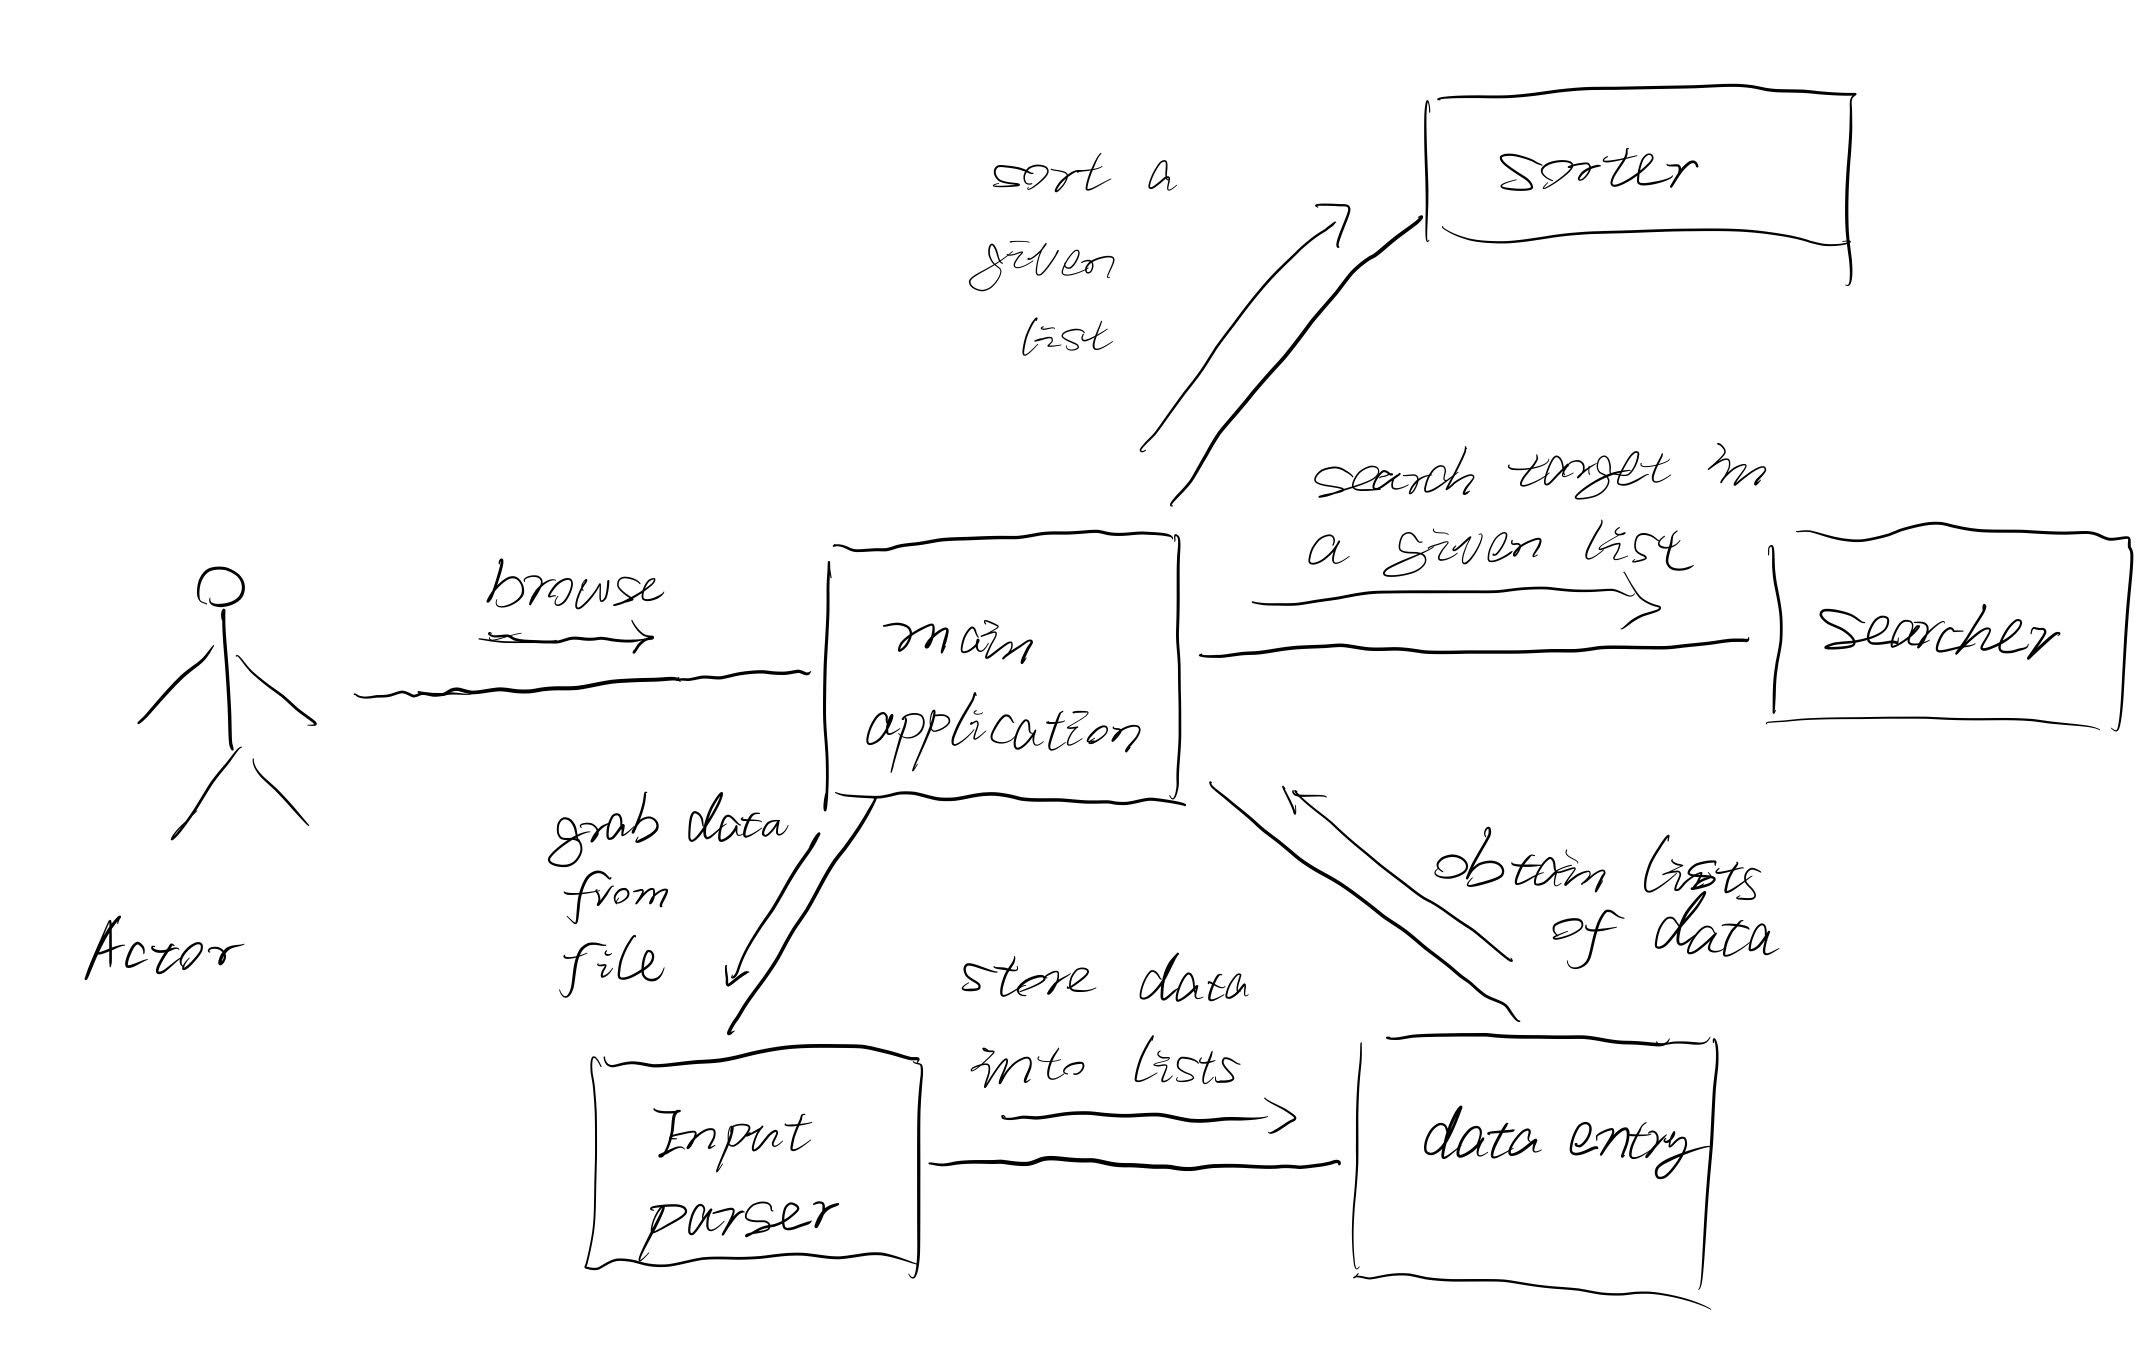 sorter
sort a
given
list
search target in
a given list
searcher
browse
main
application
grab data
from
file
obtain lists
of data
Actor
store data
into lists
Input
parser
data entry